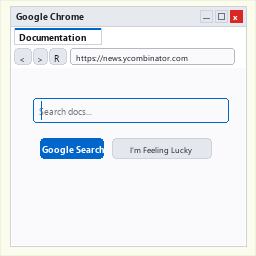 Google Chrome
Documentation
< > R https://news.ycombinator.com
Search docs...
Google Search I'm Feeling Lucky